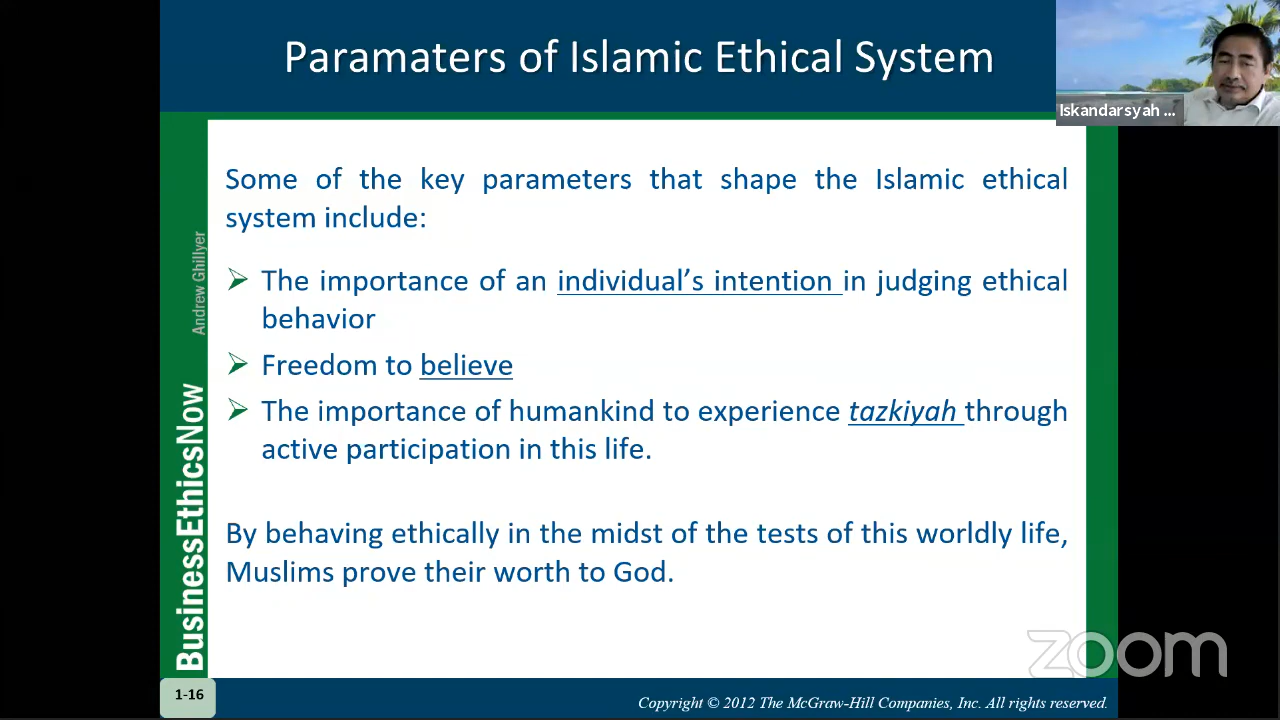 Paramaters of Islamic Ethical System
Iskandarsyah ...
Some of the key parameters that shape the Islamic ethical
system include:
The importance of an individual's intention in judging ethical
behavior
Freedom to believe
The importance of humankind to experience tazkiyah through
active participation in this life.
By behaving ethically in the midst of the tests of this worldly life,
Muslims prove their worth to God.
Andrew Ghillyer
BusinessEthicsNow
zoom
1-16
Copyright © 2012 The McGraw-Hill Companies, Inc. All rights reserved.